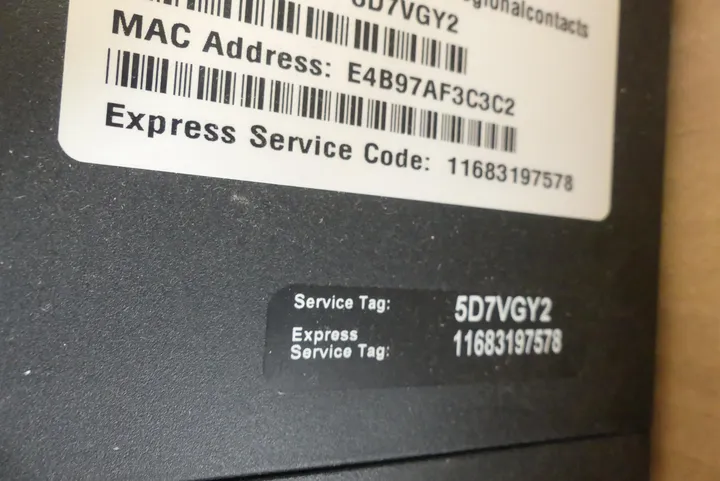 5D7VGY2
MAC Address: E4B97AF3C3C2
Express Service Code: 11683197578
Service Tag: 5D7VGY2
Express
Service Tag: 11683197578